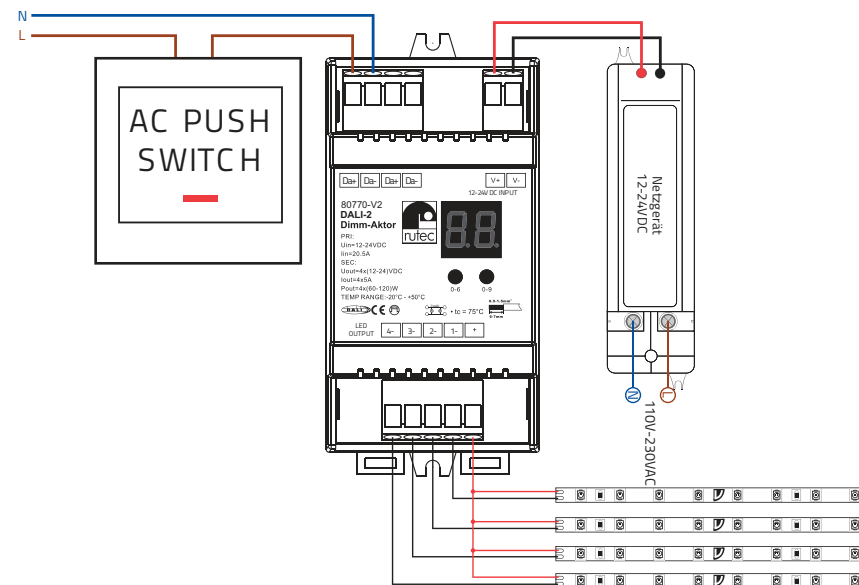 N
L
AC PUSH
SWITCH
Da+ Da- Da+ Da-
V+ V-
12-24V DC INPUT
80770-V2
DALI-2
Dimm-Aktor
rutec
PRI:
Uin=12-24VDC
Iin=20.5A
SEC:
Uout=4x(12-24)VDC
Iout=4x5A
Pout=4x(60-120)W
TEMP RANGE:-20°C - +50°C
0-6 0-9
DALI CE
• tc = 75°C
LED
OUTPUT
4- 3- 2- 1- +
Netzgerät
12-24VDC
N
L
110V-230VAC